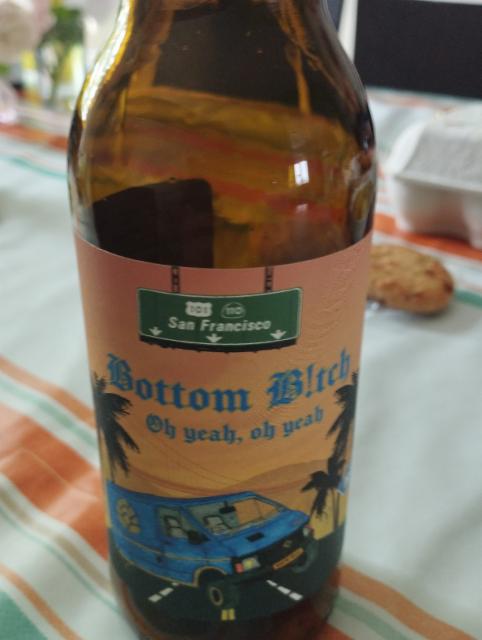 101 110
San Francisco
Bottom B!tch
Oh yeah, oh yeah